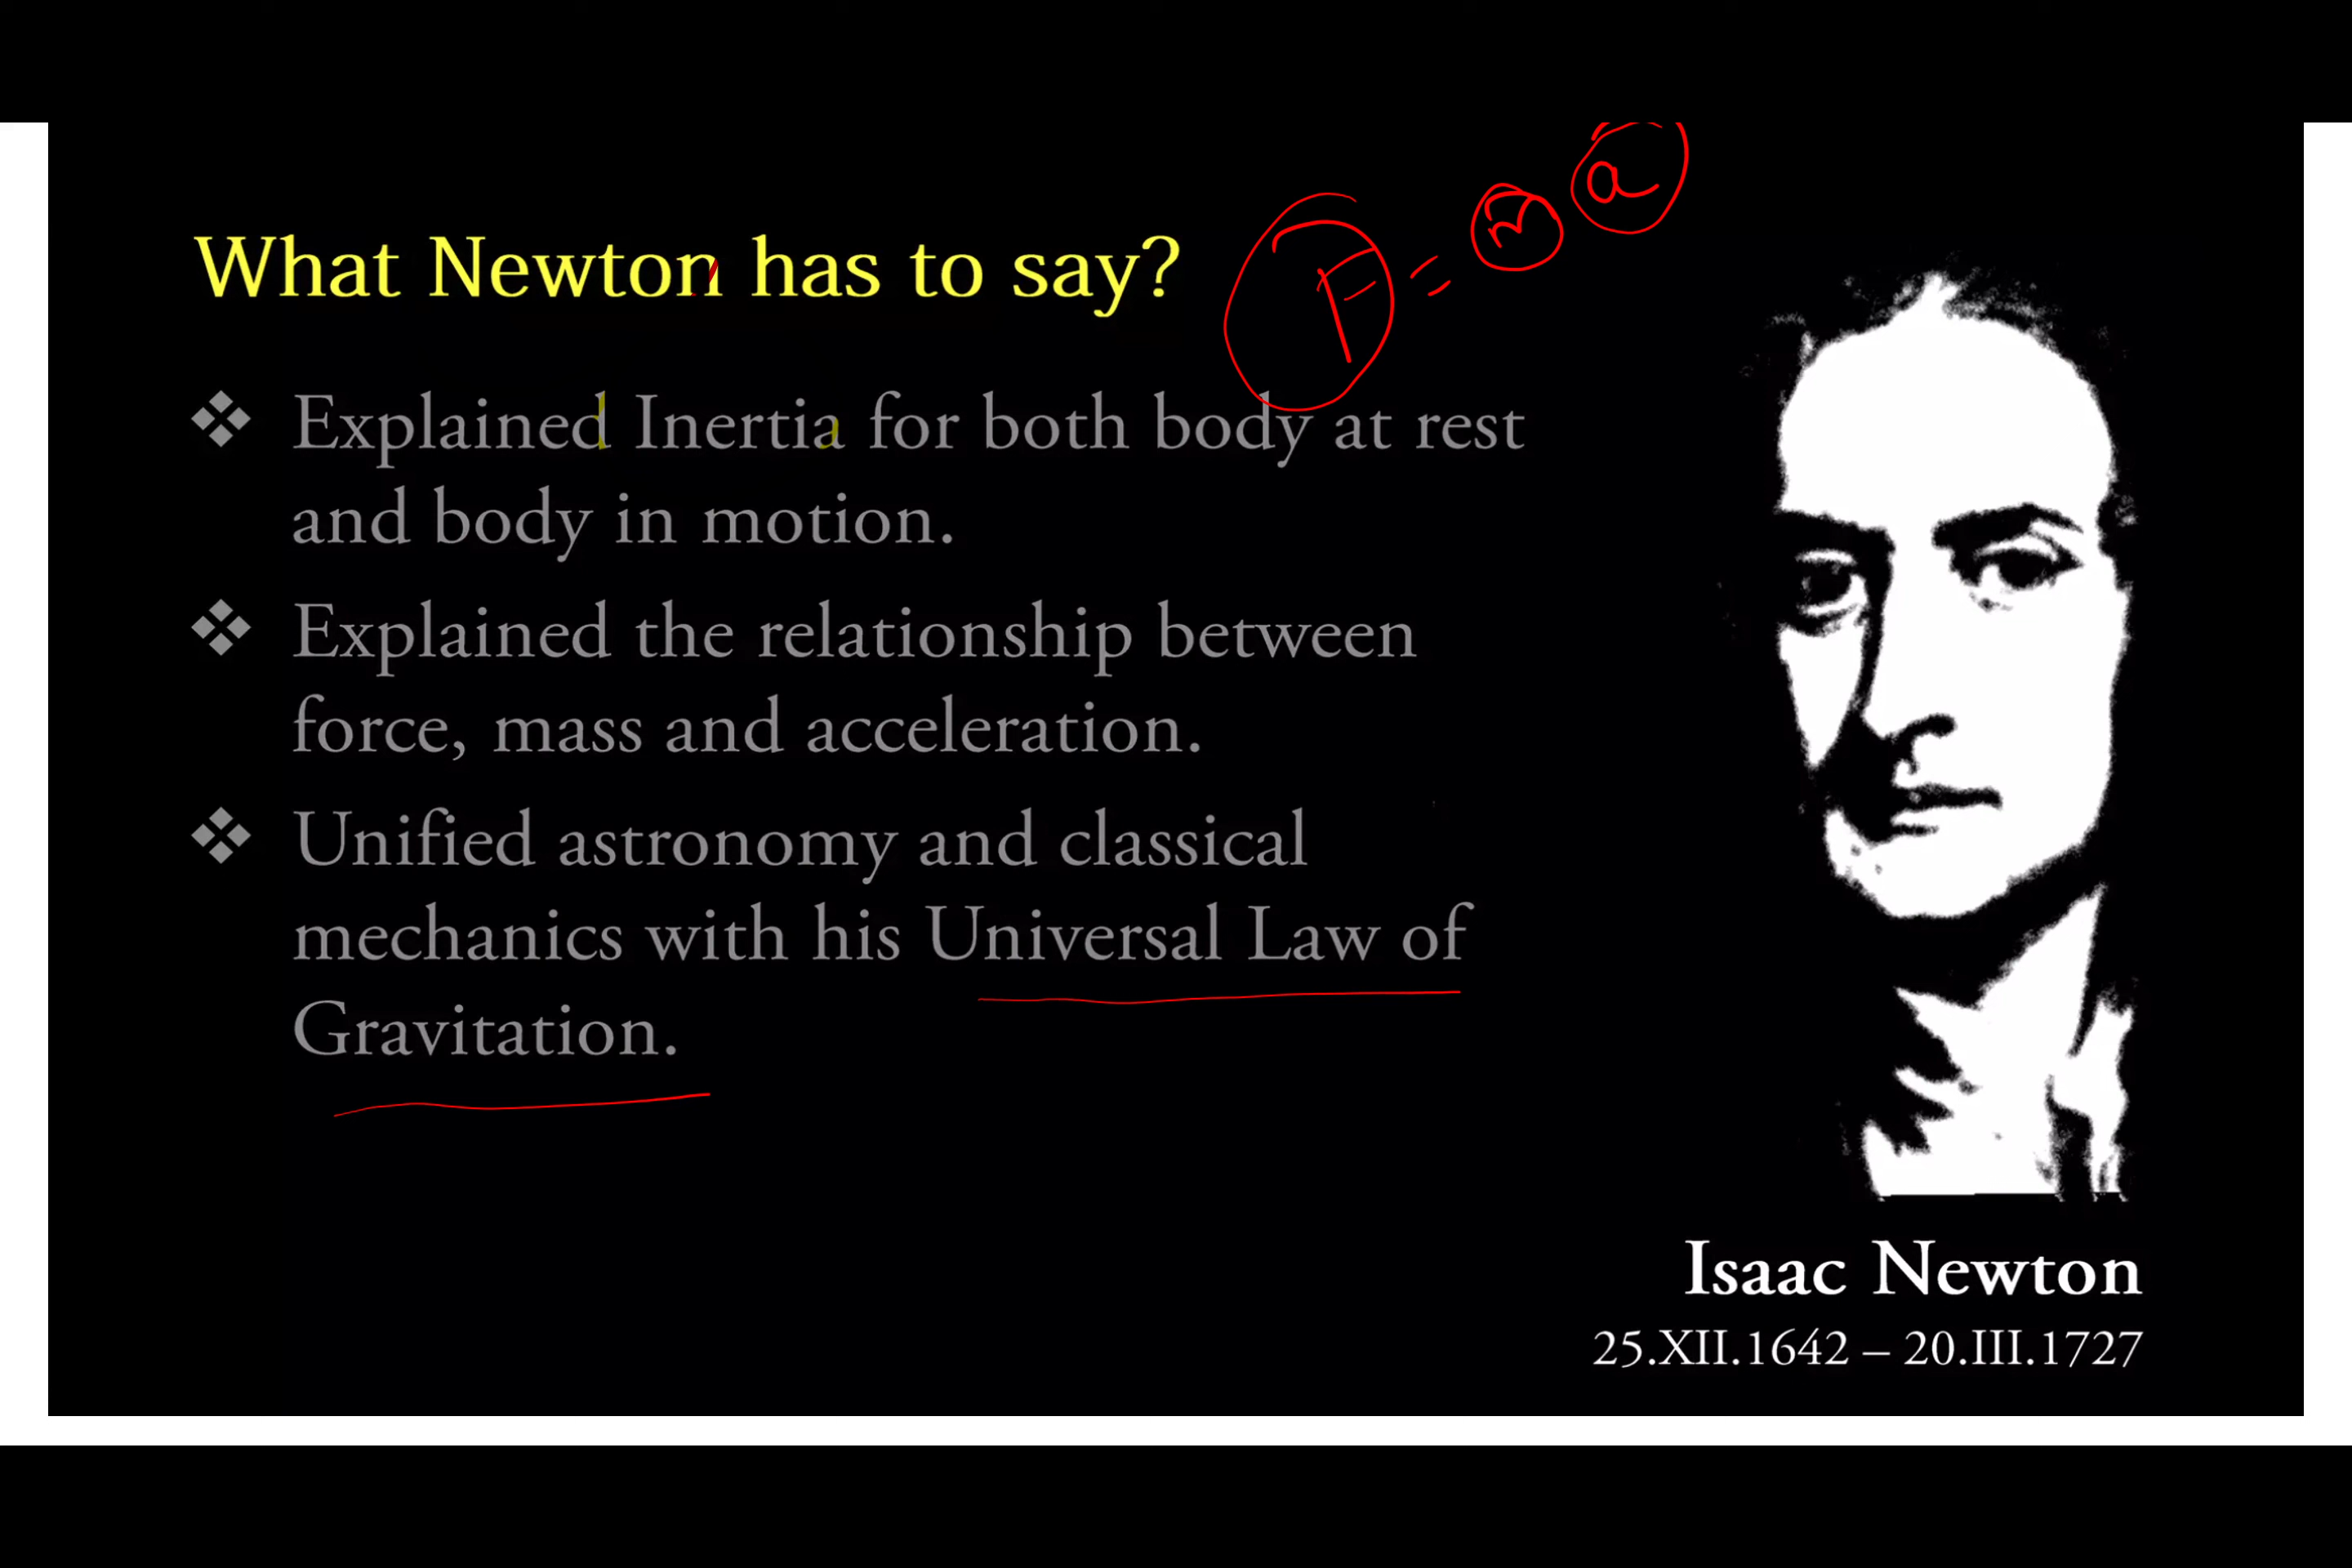 What Newton has to say?
F = m a
❖ Explained Inertia for both body at rest
and body in motion.
❖ Explained the relationship between
force, mass and acceleration.
❖ Unified astronomy and classical
mechanics with his Universal Law of
Gravitation.
Isaac Newton
25.XII.1642 – 20.III.1727